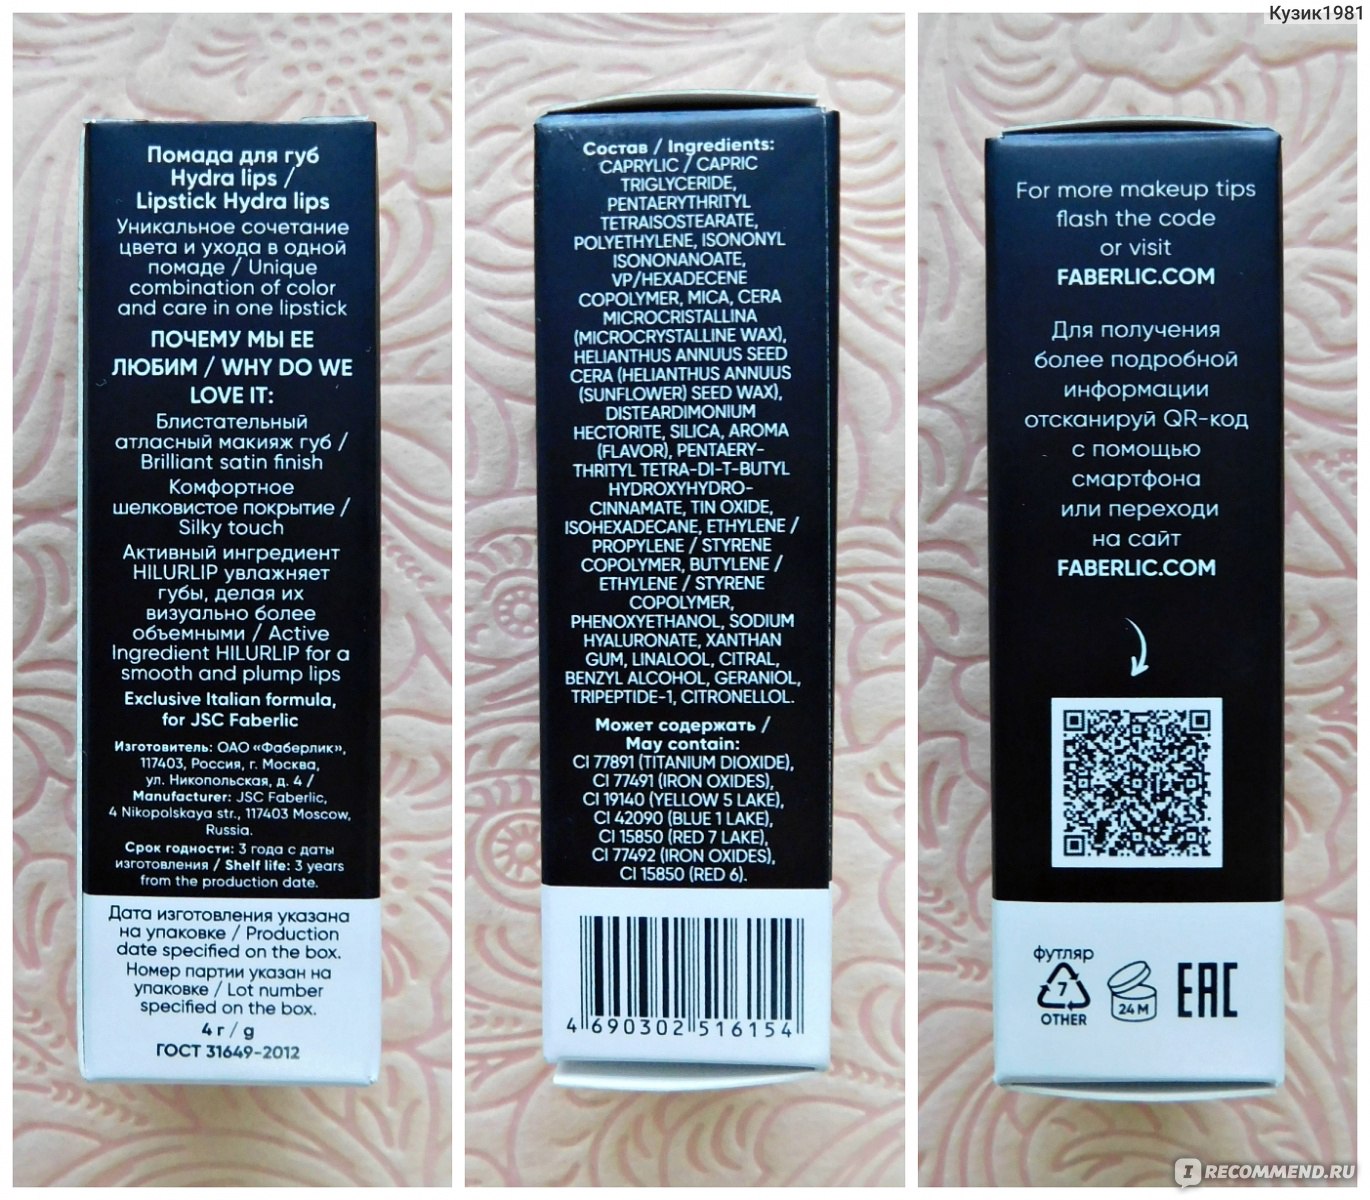 Кузик1981
Помада для губ
Hydra lips /
Lipstick Hydra lips
Уникальное сочетание
цвета и ухода в одной
помаде / Unique
combination of color
and care in one lipstick
ПОЧЕМУ МЫ ЕЕ
ЛЮБИМ / WHY DO WE
LOVE IT:
Блистательный
атласный макияж губ /
Brilliant satin finish
Комфортное
шелковистое покрытие /
Silky touch
Активный ингредиент
HILURLIP увлажняет
губы, делая их
визуально более
объемными / Active
Ingredient HILURLIP for a
smooth and plump lips
Exclusive Italian formula,
for JSC Faberlic
Изготовитель: ОАО «Фаберлик»,
117403, Россия, г. Москва,
ул. Никопольская, д. 4 /
Manufacturer: JSC Faberlic,
4 Nikopolskaya str., 117403 Moscow,
Russia.
Срок годности: 3 года с даты
изготовления / Shelf life: 3 years
from the production date.
Дата изготовления указана
на упаковке / Production
date specified on the box.
Номер партии указан на
упаковке / Lot number
specified on the box.
4 г / g
ГОСТ 31649-2012
Состав / Ingredients:
CAPRYLIC / CAPRIC
TRIGLYCERIDE,
PENTAERYTHRITYL
TETRAISOSTEARATE,
POLYETHYLENE, ISONONYL
ISONONANOATE,
VP/HEXADECENE
COPOLYMER, MICA, CERA
MICROCRISTALLINA
(MICROCRYSTALLINE WAX),
HELIANTHUS ANNUUS SEED
CERA (HELIANTHUS ANNUUS
(SUNFLOWER) SEED WAX),
DISTEARDIMONIUM
HECTORITE, SILICA, AROMA
(FLAVOR), PENTAERY-
THRITYL TETRA-DI-T-BUTYL
HYDROXYHYDRO-
CINNAMATE, TIN OXIDE,
ISOHEXADECANE, ETHYLENE /
PROPYLENE / STYRENE
COPOLYMER, BUTYLENE /
ETHYLENE / STYRENE
COPOLYMER,
PHENOXYETHANOL, SODIUM
HYALURONATE, XANTHAN
GUM, LINALOOL, CITRAL,
BENZYL ALCOHOL, GERANIOL,
TRIPEPTIDE-1, CITRONELLOL.
Может содержать /
May contain:
CI 77891 (TITANIUM DIOXIDE),
CI 77491 (IRON OXIDES),
CI 19140 (YELLOW 5 LAKE),
CI 42090 (BLUE 1 LAKE),
CI 15850 (RED 7 LAKE),
CI 77492 (IRON OXIDES),
CI 15850 (RED 6).
4 690302 516154
For more makeup tips
flash the code
or visit
FABERLIC.COM
Для получения
более подробной
информации
отсканируй QR-код
с помощью
смартфона
или переходи
на сайт
FABERLIC.COM
футляр
7
OTHER
24 M
EAC
IRECOMMEND.RU